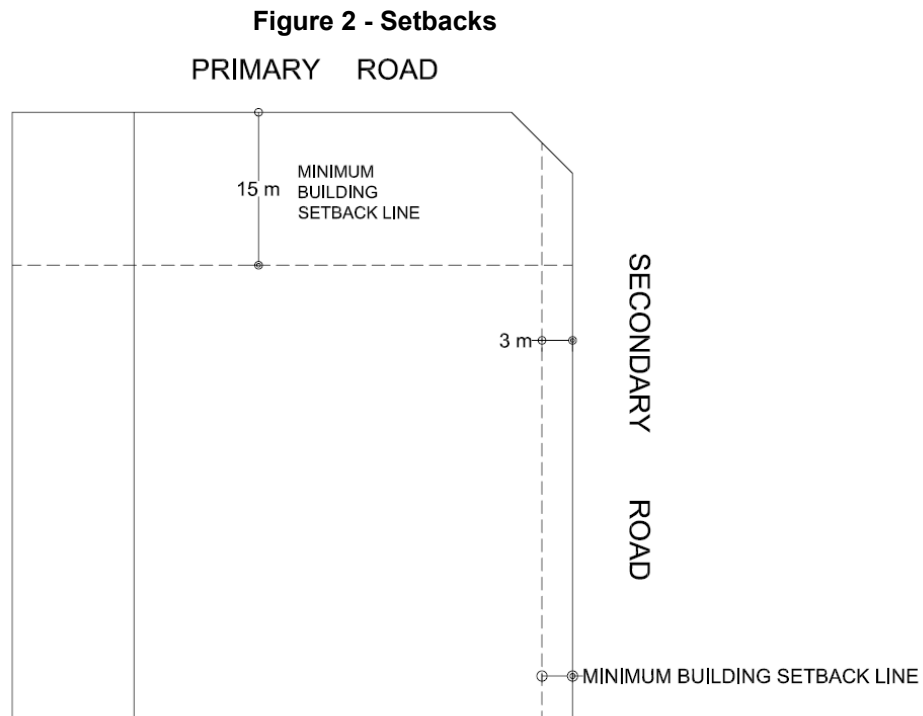 Figure 2 - Setbacks
PRIMARY ROAD
15 m
MINIMUM
BUILDING
SETBACK LINE
SECONDARY ROAD
3 m
MINIMUM BUILDING SETBACK LINE